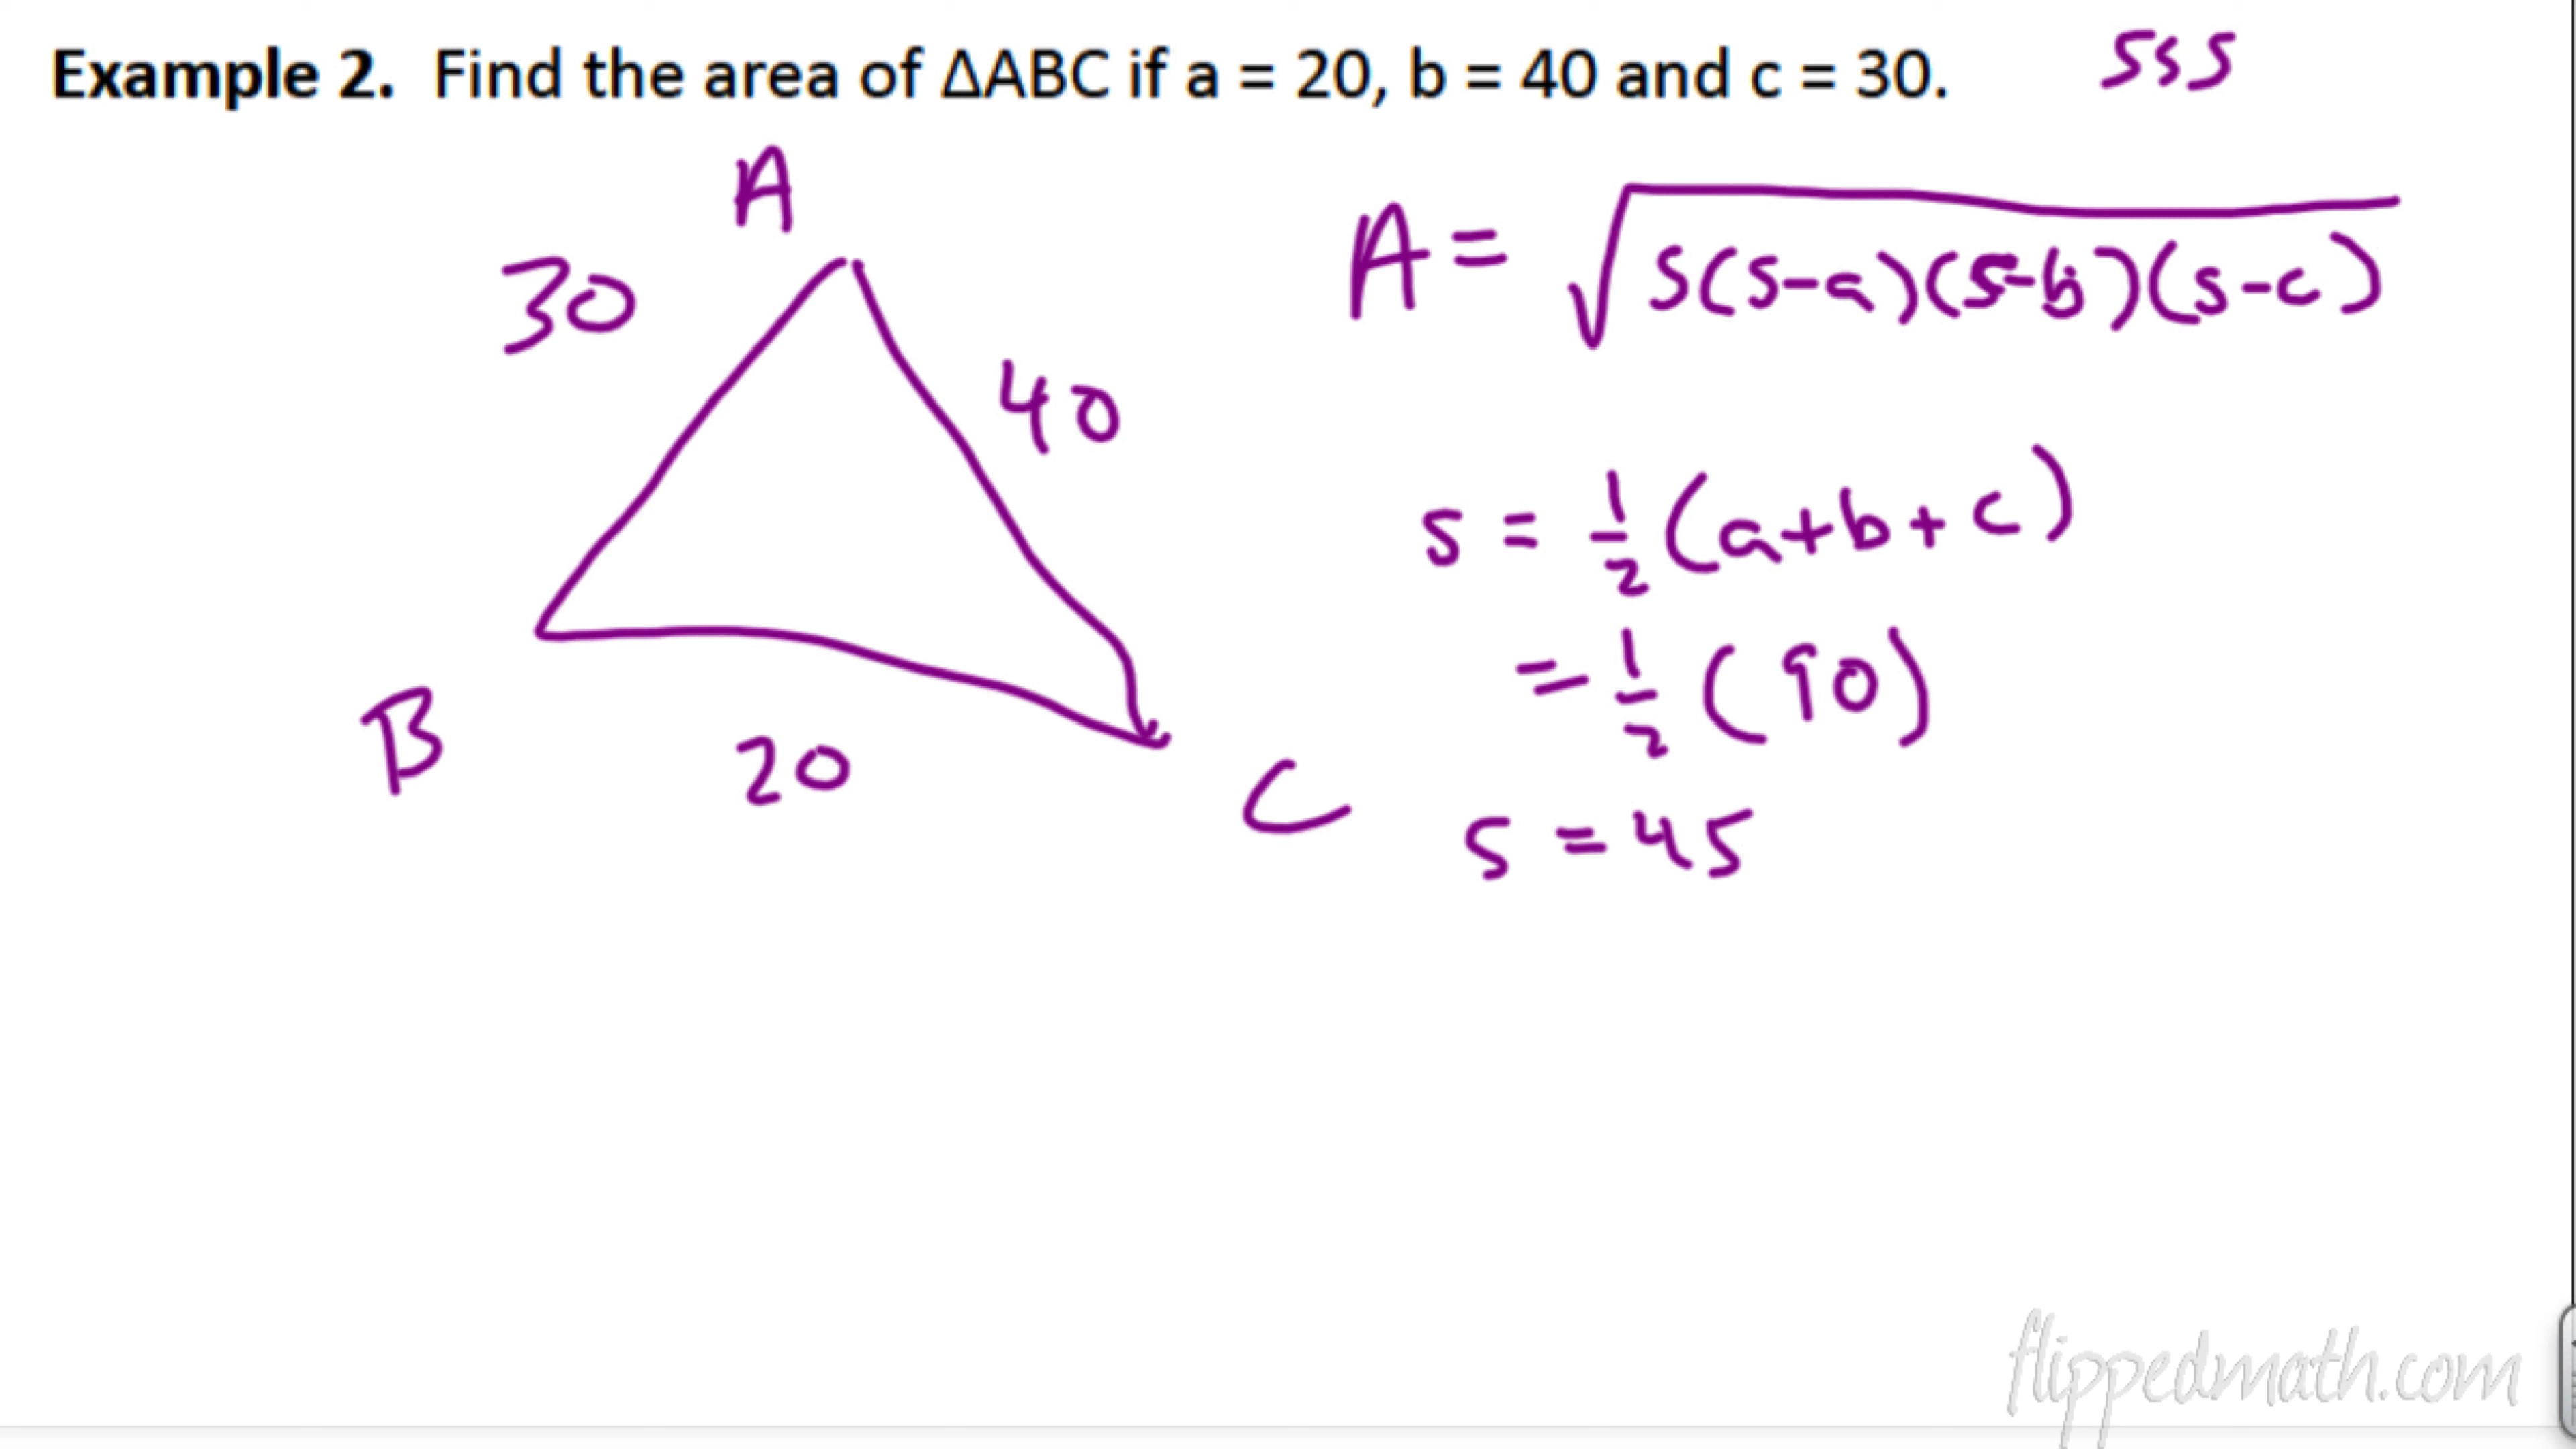 Example 2. Find the area of ΔABC if a = 20, b = 40 and c = 30. SSS
A
30
40
B
20
C
A = √s(s-a)(s-b)(s-c)
s = 1/2 (a+b+c)
= 1/2 (90)
s = 45
flippedmath.com